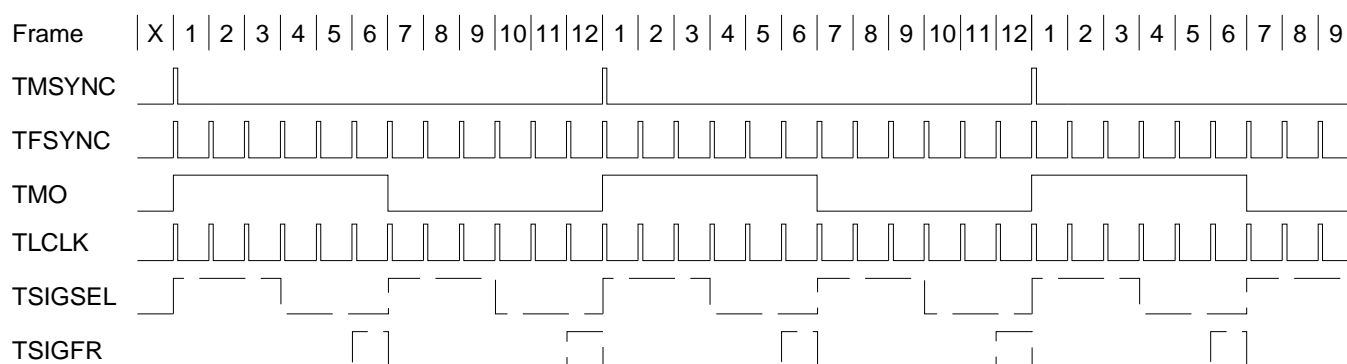 Frame X 1 2 3 4 5 6 7 8 9 10 11 12 1 2 3 4 5 6 7 8 9 10 11 12 1 2 3 4 5 6 7 8 9
TMSYNC
TFSYNC
TMO
TLCLK
TSIGSEL
TSIGFR